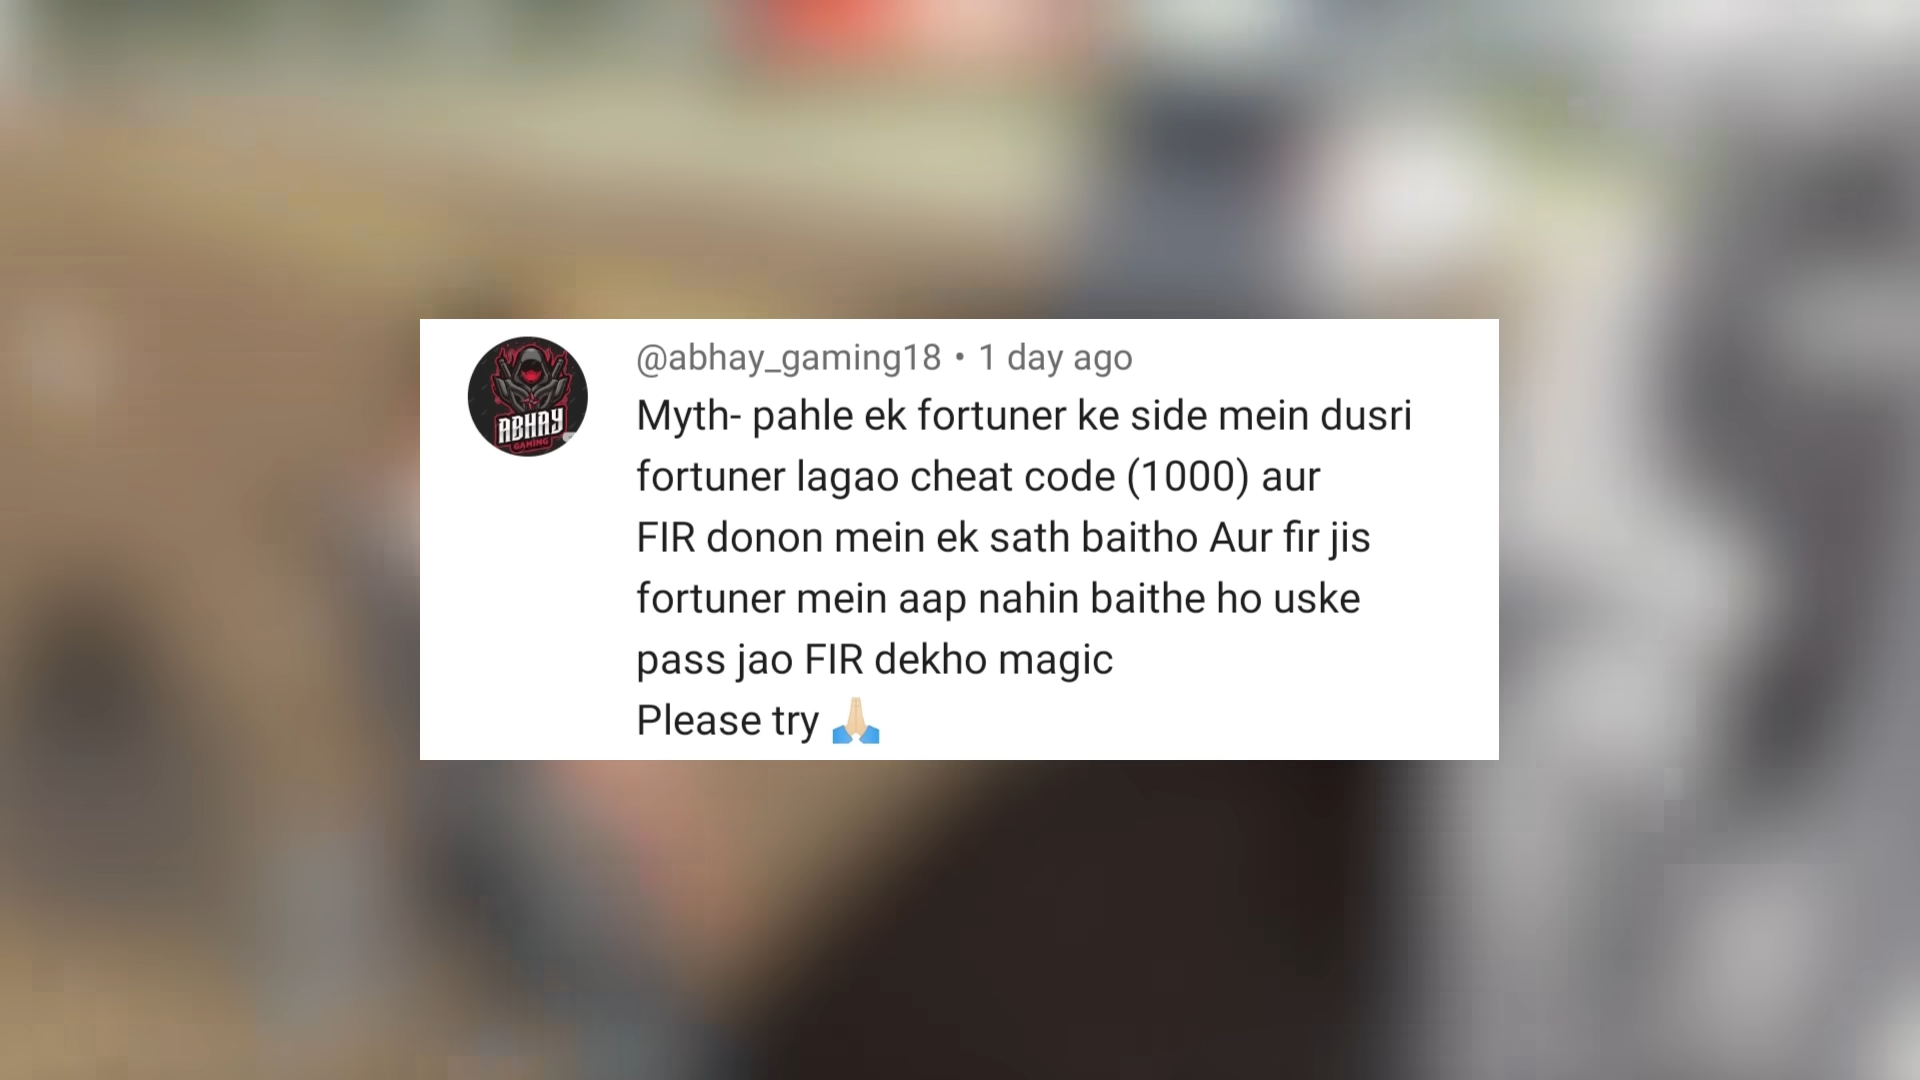 @abhay_gaming18 • 1 day ago
Myth- pahle ek fortuner ke side mein dusri
fortuner lagao cheat code (1000) aur
FIR donon mein ek sath baitho Aur fir jis
fortuner mein aap nahin baithe ho uske
pass jao FIR dekho magic
Please try 🙏🏻
ABHAY
GAMING